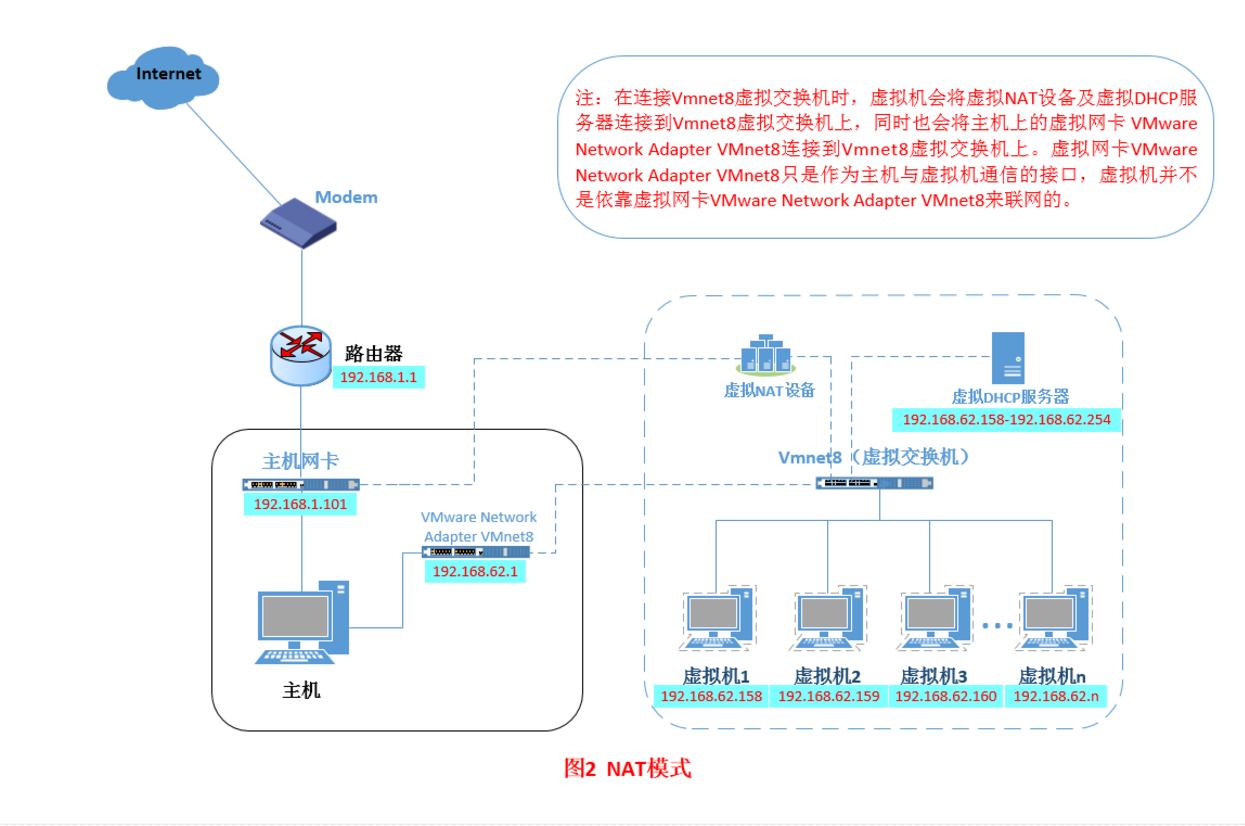 Internet
注：在连接Vmnet8虚拟交换机时，虚拟机会将虚拟NAT设备及虚拟DHCP服
务器连接到Vmnet8虚拟交换机上，同时也会将主机上的虚拟网卡 VMware
Network Adapter VMnet8连接到Vmnet8虚拟交换机上。虚拟网卡VMware
Network Adapter VMnet8只是作为主机与虚拟机通信的接口，虚拟机并不
是依靠虚拟网卡VMware Network Adapter VMnet8来联网的。
Modem
路由器
192.168.1.1
虚拟NAT设备
虚拟DHCP服务器
192.168.62.158-192.168.62.254
主机网卡
192.168.1.101
Vmnet8（虚拟交换机）
VMware Network
Adapter VMnet8
192.168.62.1
主机
虚拟机1
192.168.62.158
虚拟机2
192.168.62.159
虚拟机3
192.168.62.160
虚拟机n
192.168.62.n
图2 NAT模式